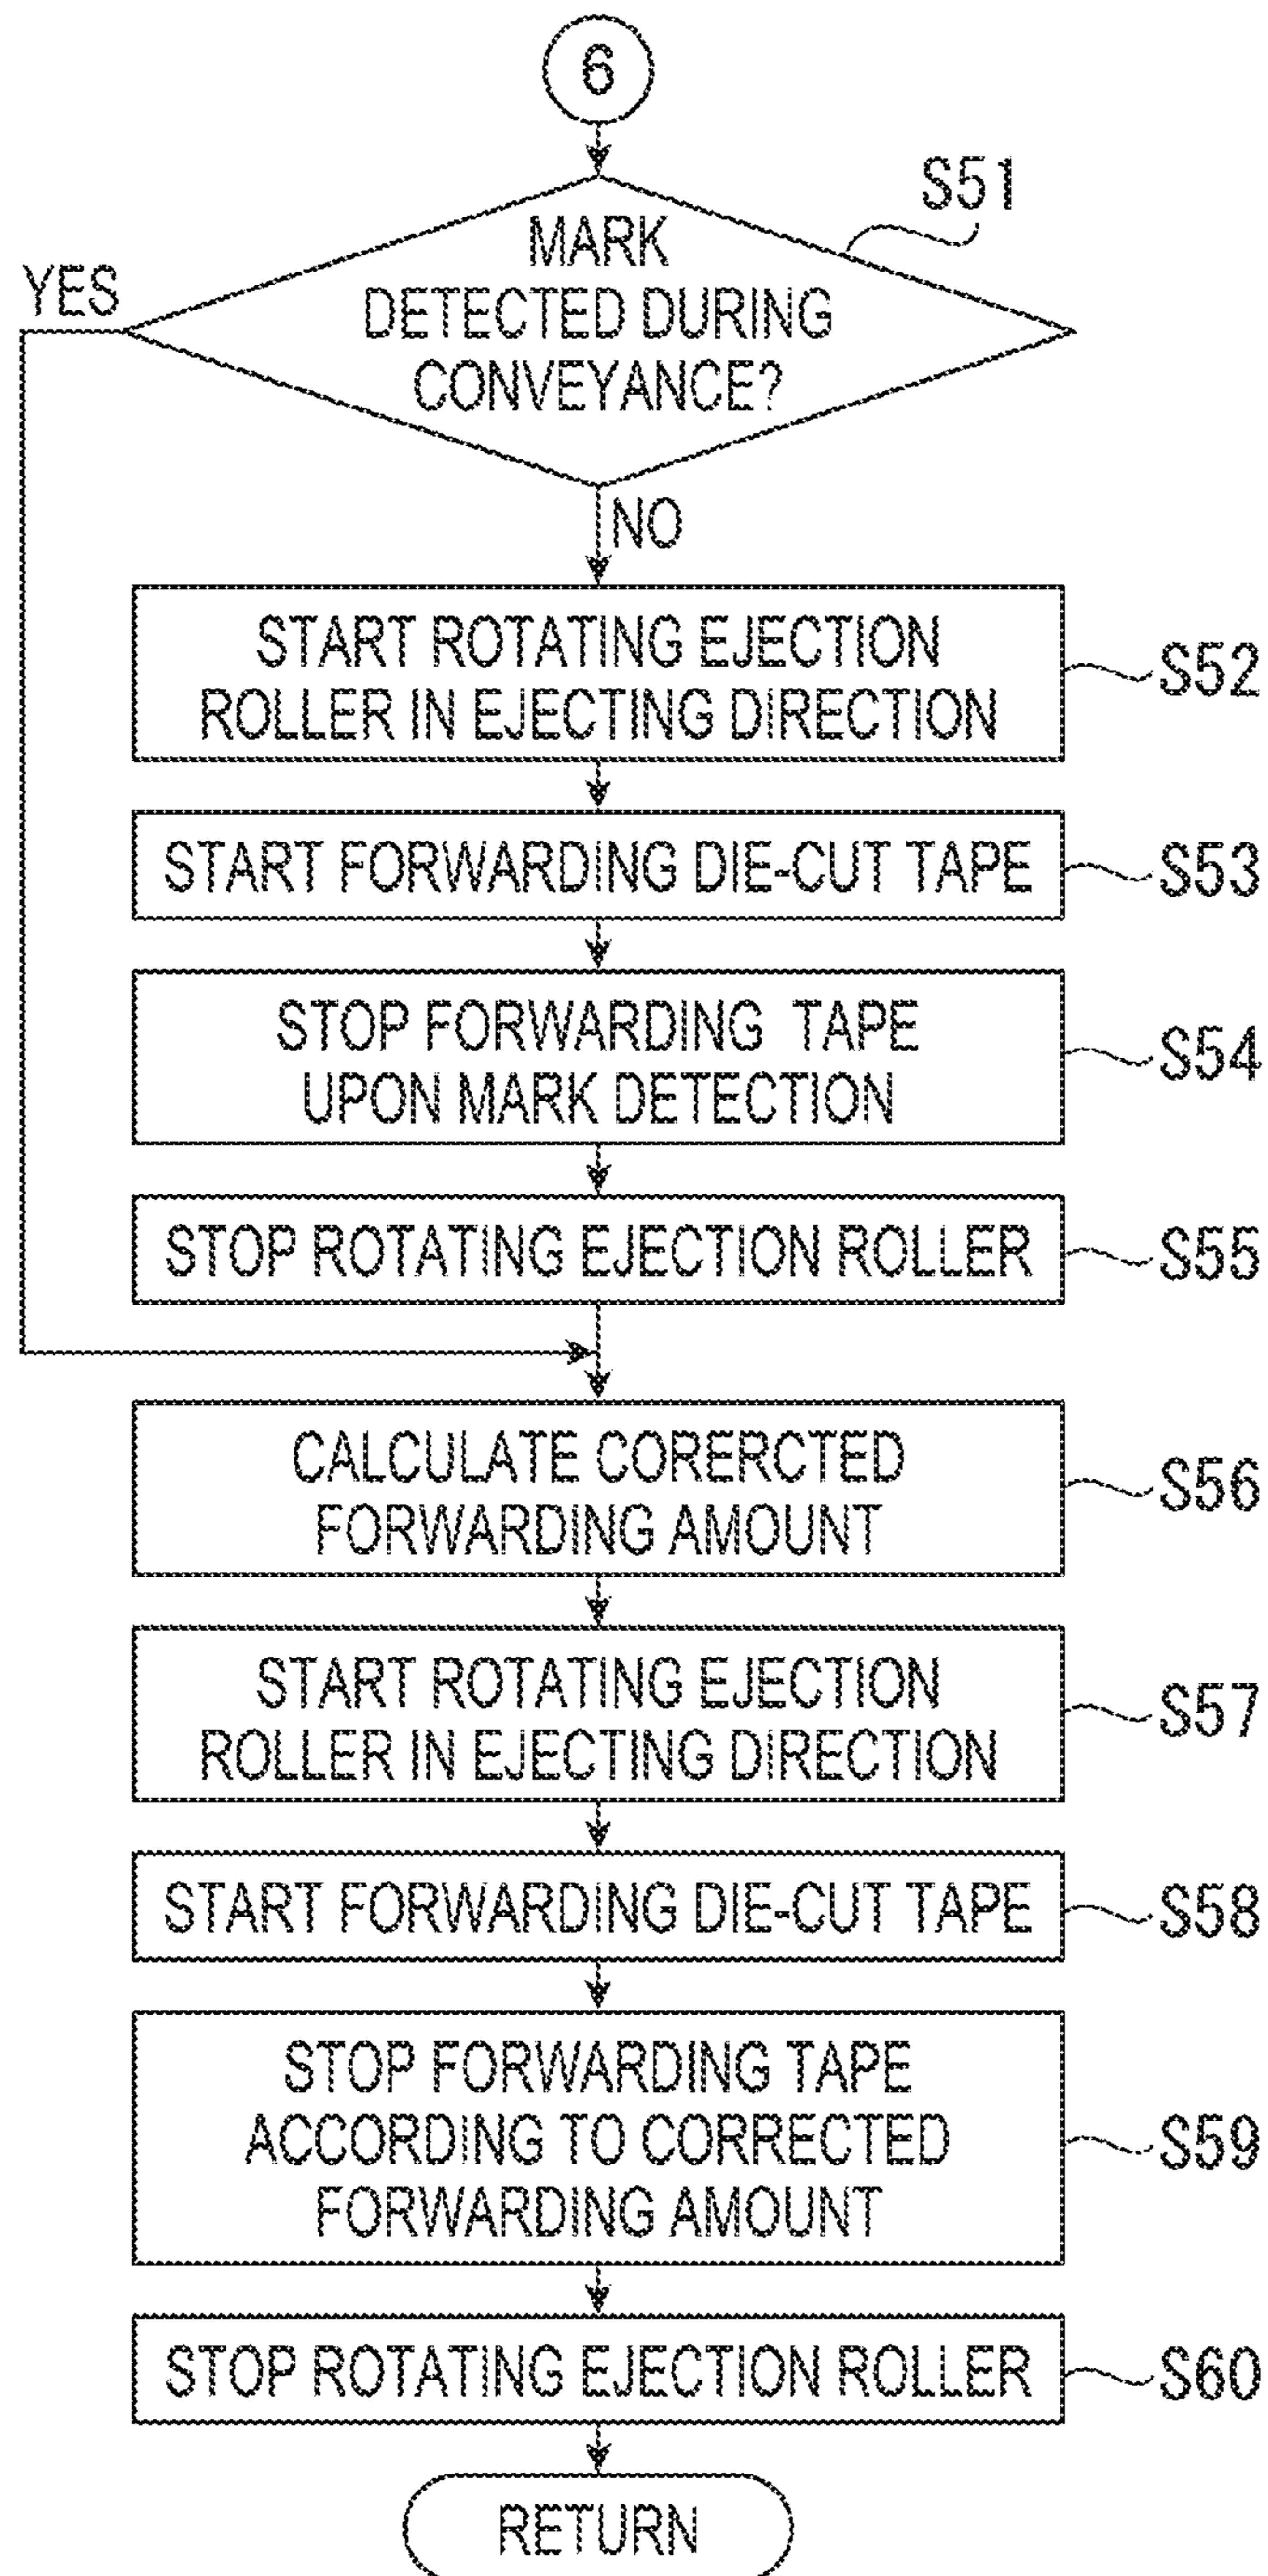 6
S51
MARK
DETECTED DURING
CONVEYANCE?
YES
NO
START ROTATING EJECTION
ROLLER IN EJECTING DIRECTION
S52
START FORWARDING DIE-CUT TAPE
S53
STOP FORWARDING TAPE
UPON MARK DETECTION
S54
STOP ROTATING EJECTION ROLLER
S55
CALCULATE CORERCTED
FORWARDING AMOUNT
S56
START ROTATING EJECTION
ROLLER IN EJECTING DIRECTION
S57
START FORWARDING DIE-CUT TAPE
S58
STOP FORWARDING TAPE
ACCORDING TO CORRECTED
FORWARDING AMOUNT
S59
STOP ROTATING EJECTION ROLLER
S60
RETURN